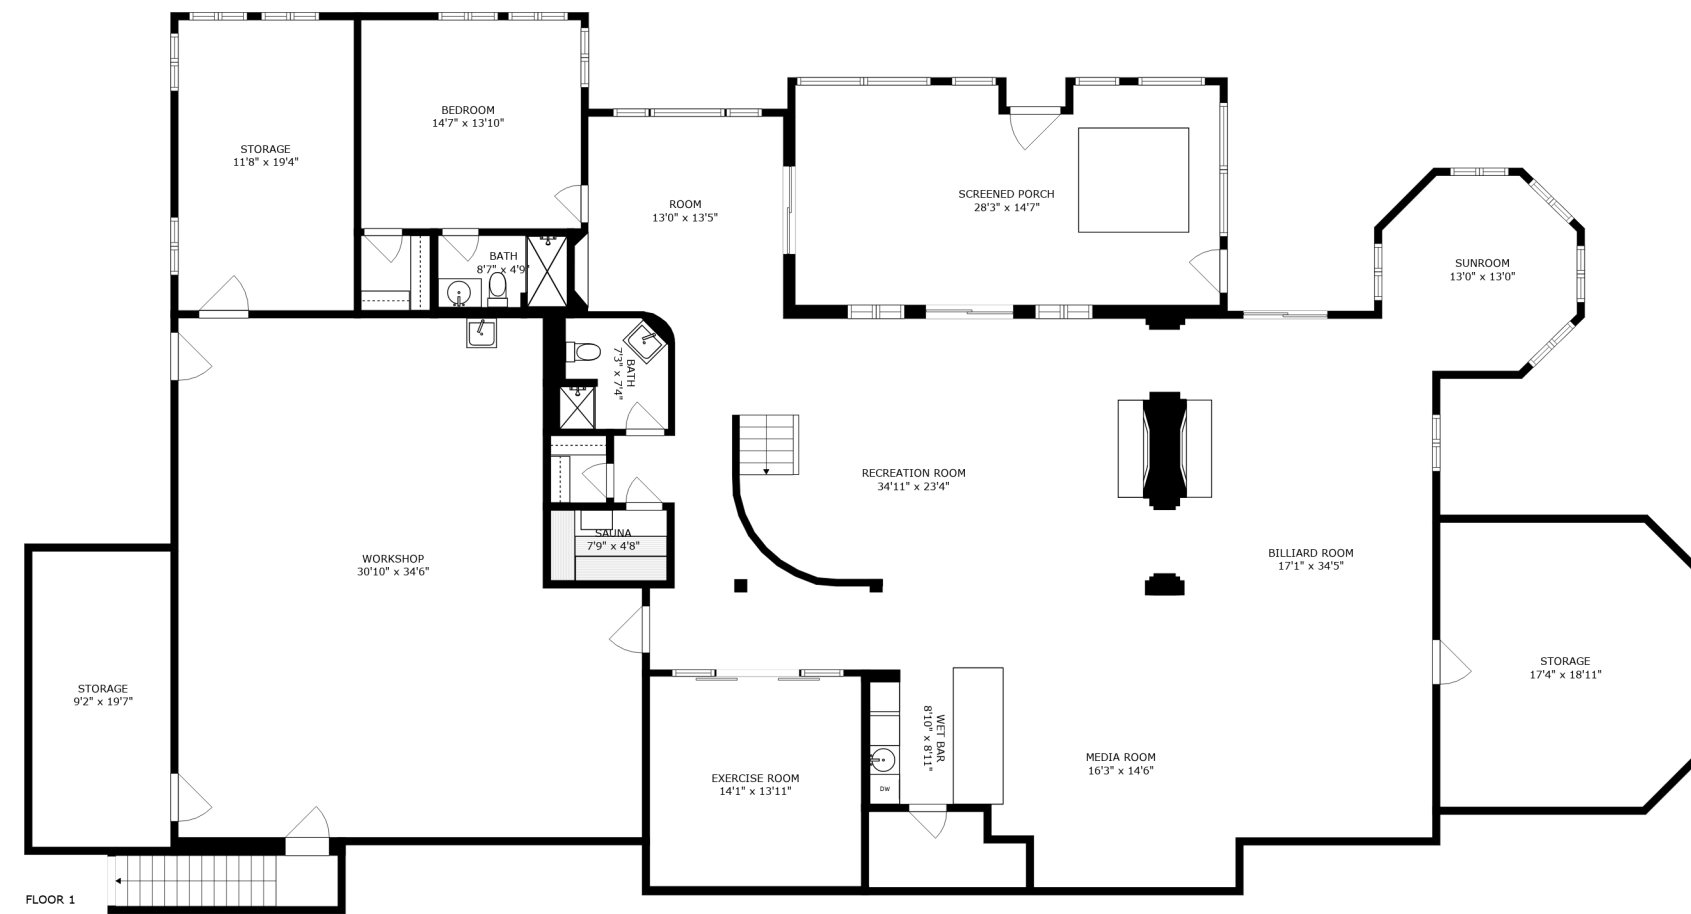 BEDROOM
14'7" x 13'10"
STORAGE
11'8" x 19'4"
ROOM
13'0" x 13'5"
SCREENED PORCH
28'3" x 14'7"
BATH
8'7" x 4'9"
SUNROOM
13'0" x 13'0"
BATH
7'3" x 7'4"
RECREATION ROOM
34'11" x 23'4"
SAUNA
7'9" x 4'8"
WORKSHOP
30'10" x 34'6"
BILLIARD ROOM
17'1" x 34'5"
STORAGE
9'2" x 19'7"
STORAGE
17'4" x 18'11"
WET BAR
8'10" x 8'11"
MEDIA ROOM
16'3" x 14'6"
EXERCISE ROOM
14'1" x 13'11"
DW
FLOOR 1